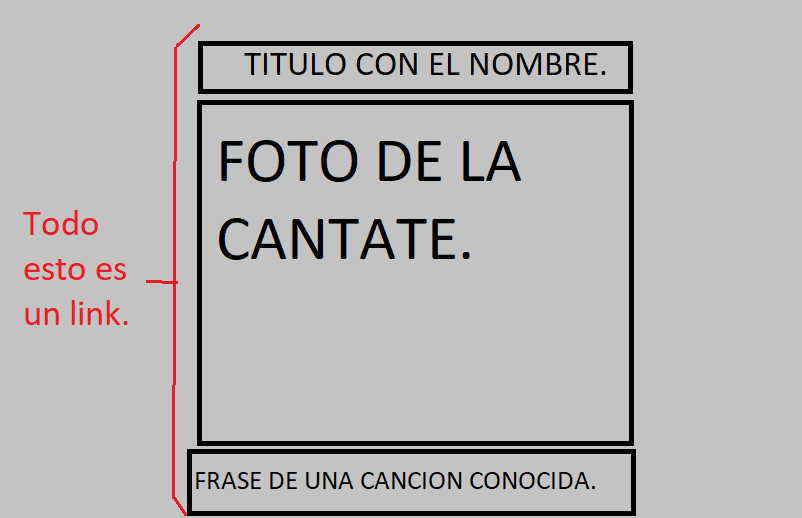 TITULO CON EL NOMBRE.
FOTO DE LA
CANTATE.
Todo
esto es
un link.
FRASE DE UNA CANCION CONOCIDA.